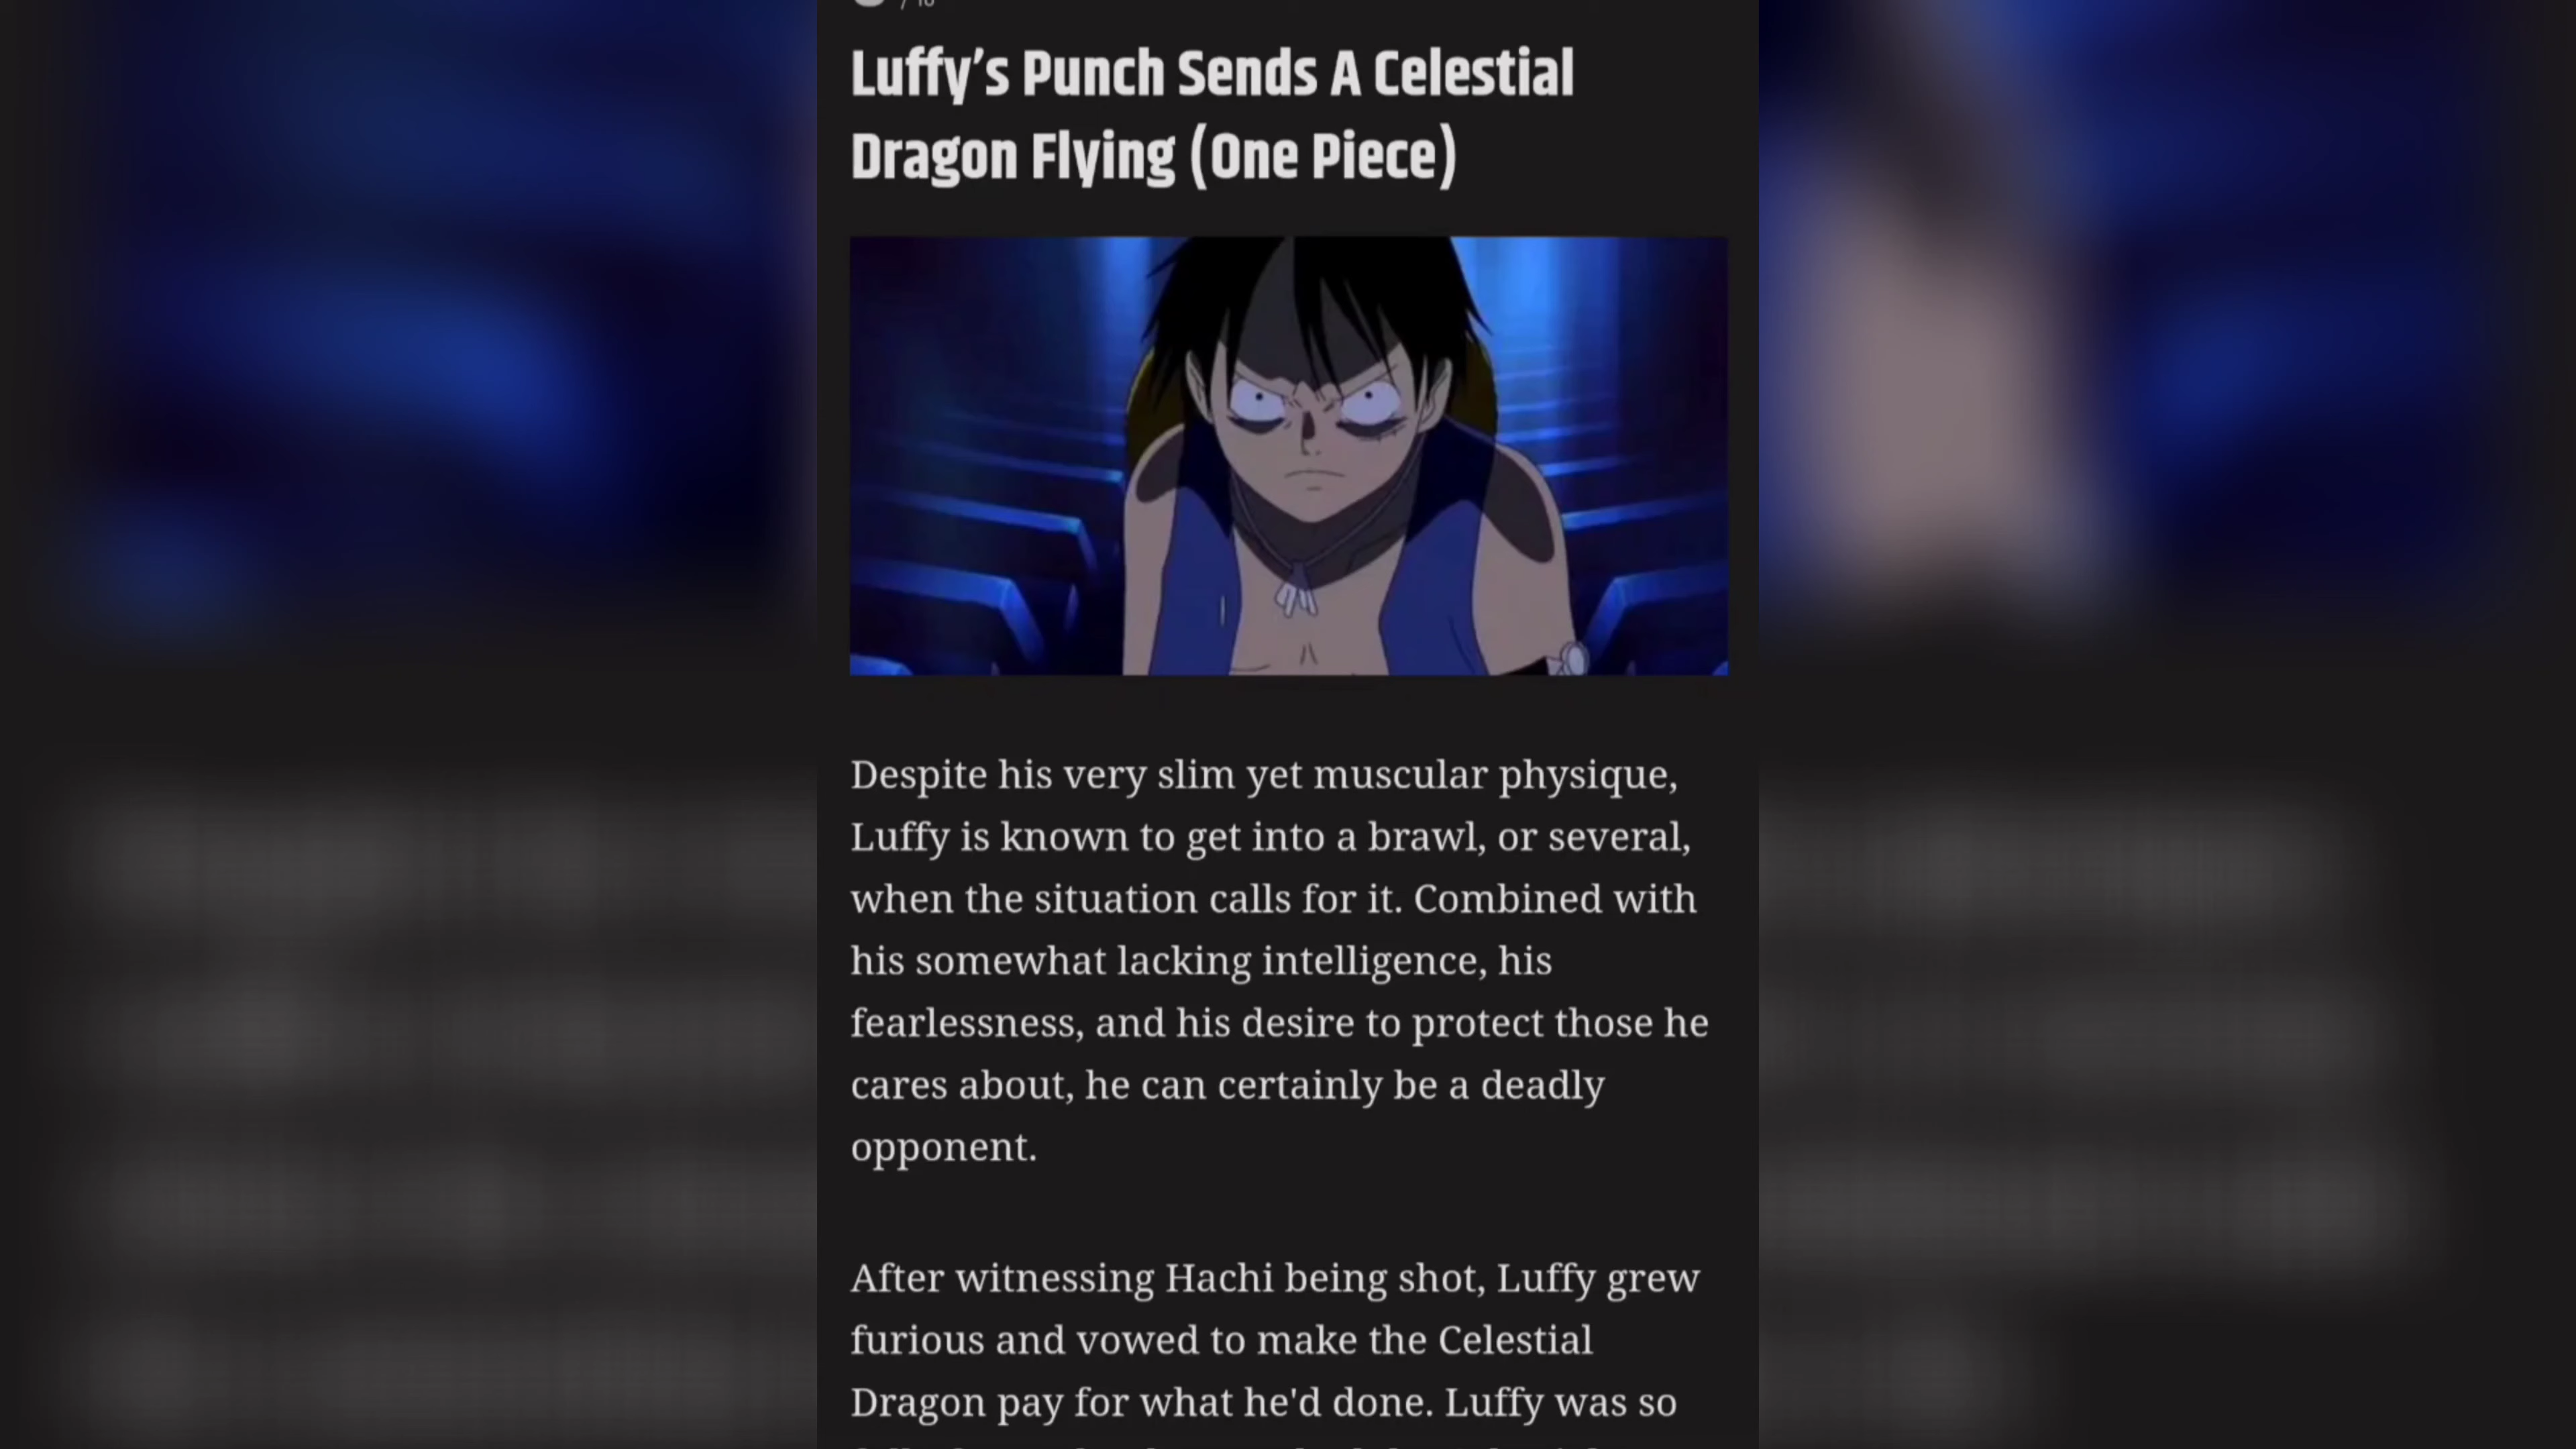 Luffy’s Punch Sends A Celestial
Dragon Flying (One Piece)
Despite his very slim yet muscular physique,
Luffy is known to get into a brawl, or several,
when the situation calls for it. Combined with
his somewhat lacking intelligence, his
fearlessness, and his desire to protect those he
cares about, he can certainly be a deadly
opponent.
After witnessing Hachi being shot, Luffy grew
furious and vowed to make the Celestial
Dragon pay for what he'd done. Luffy was so